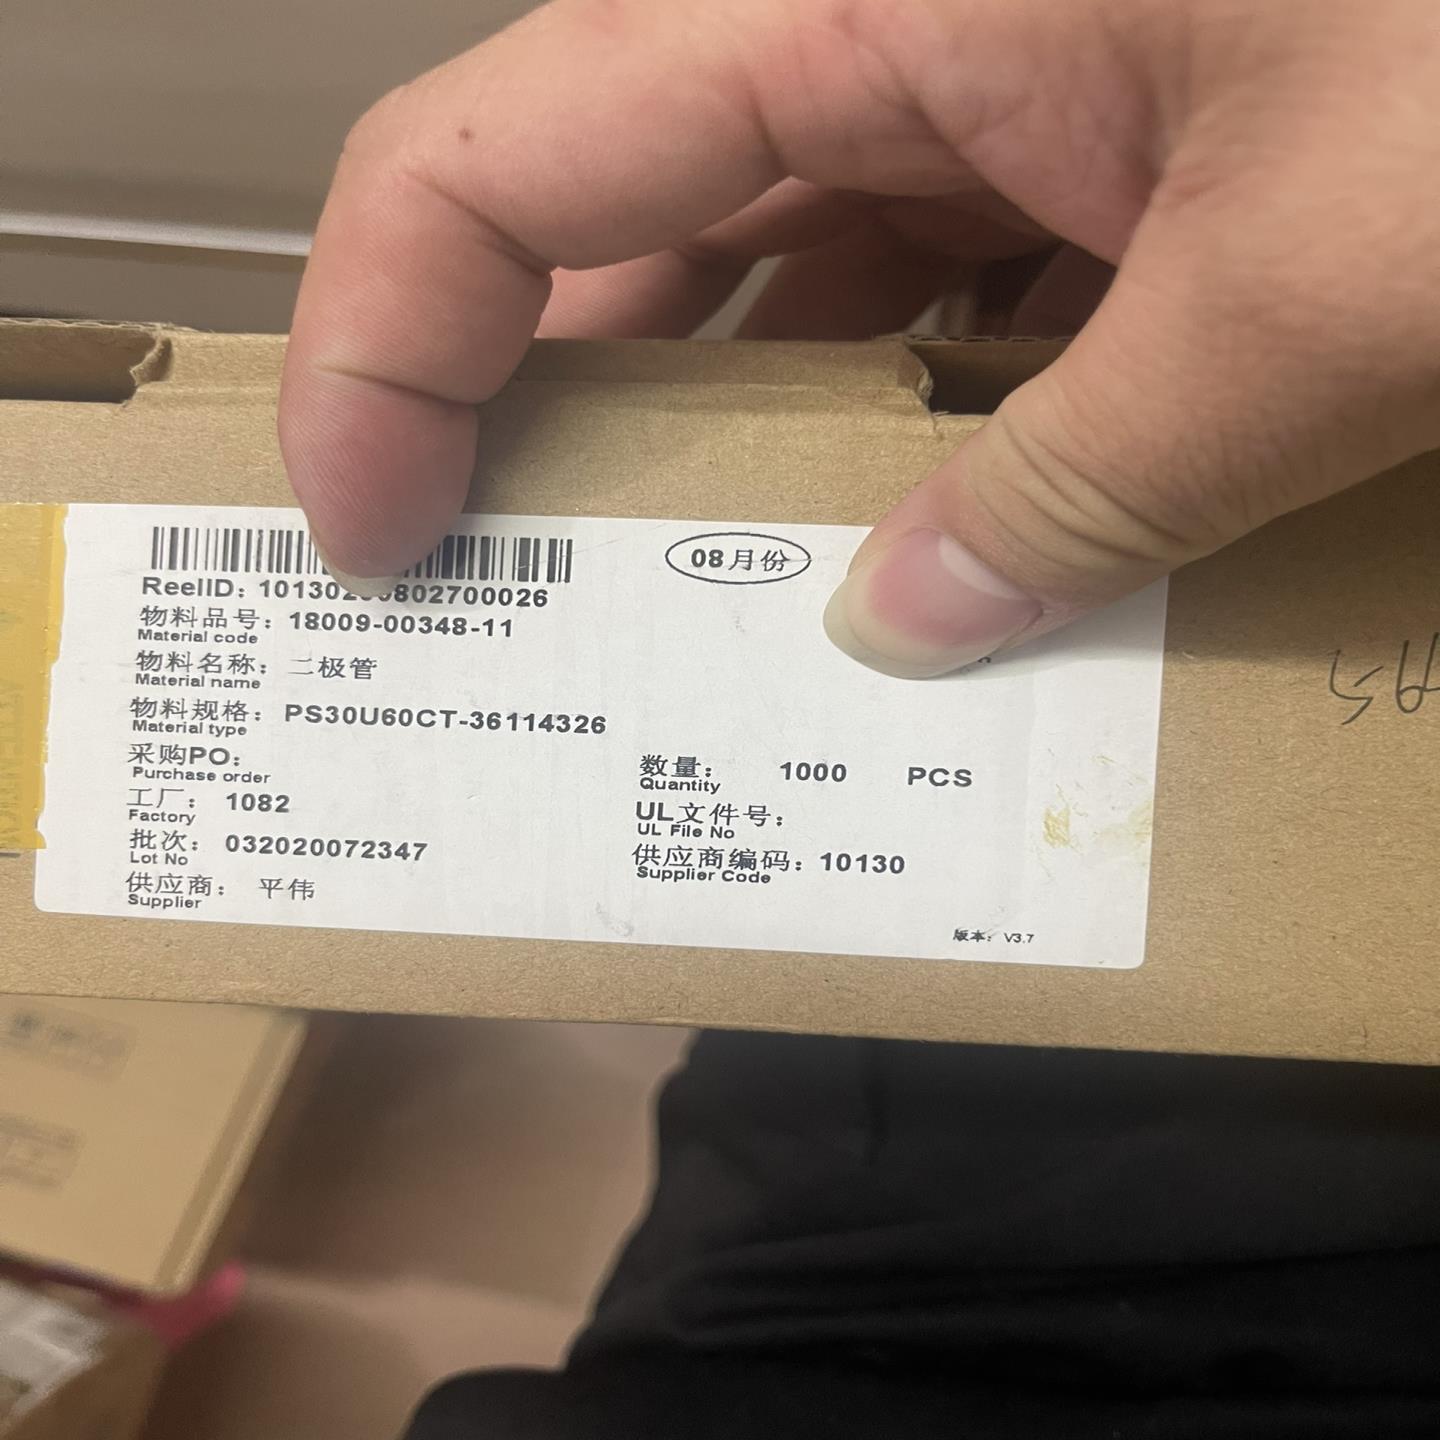 08月份
ReelID: 10130 802700026
物料品号: 18009-00348-11
Material code
物料名称: 二极管
Material name
物料规格: PS30U60CT-36114326
Material type
采购PO:
Purchase order
数量: 1000 PCS
Quantity
工厂: 1082
Factory
UL文件号:
UL File No
批次: 032020072347
Lot No
供应商编码: 10130
Supplier Code
供应商: 平伟
Supplier
版本: V3.7